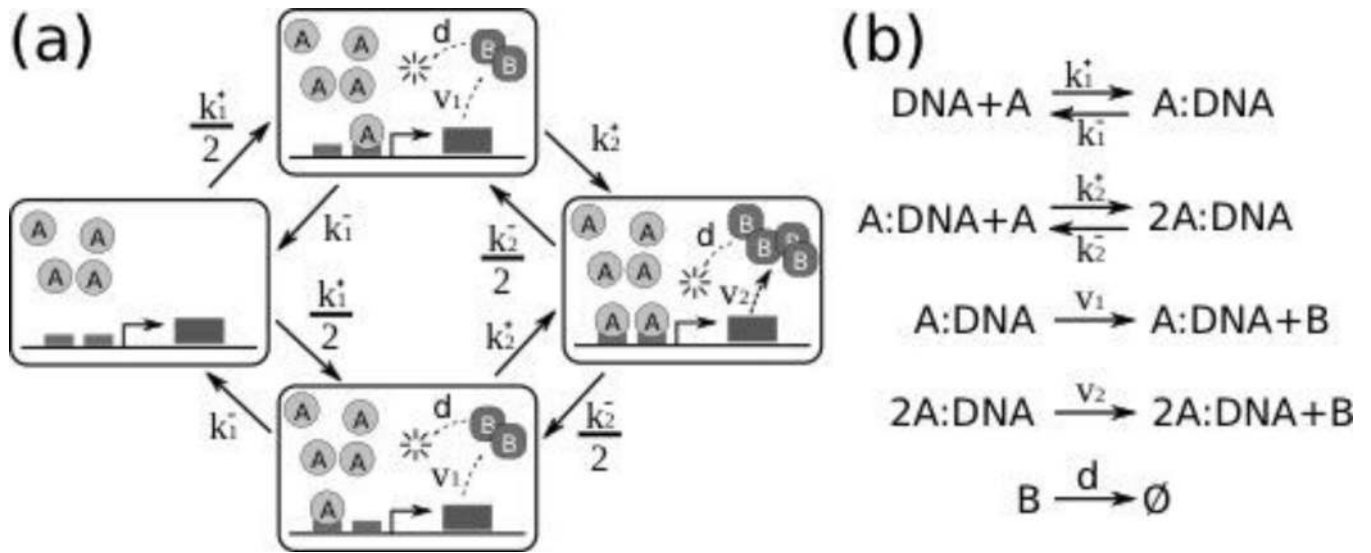 (a)
A A A A A
d
B B
v₁
k₁⁺/2
k₁⁻
k₂⁺
k₂⁻/2
A A A A
A A A A A A
d
B B B B
v₂
k₁⁺/2
k₁⁻
k₂⁺
k₂⁻/2
A A A A A
d
B B
v₁
(b)
DNA+A k₁⁺ k₁⁻ A:DNA
A:DNA+A k₂⁺ k₂⁻ 2A:DNA
A:DNA v₁ A:DNA+B
2A:DNA v₂ 2A:DNA+B
B d Ø